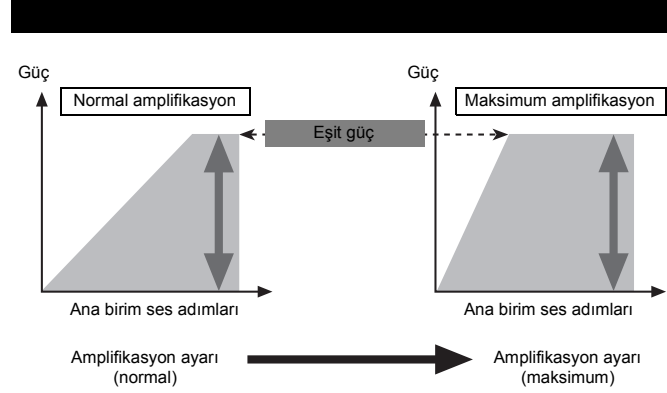 Güç
Normal amplifikasyon
Eşit güç
Güç
Maksimum amplifikasyon
Ana birim ses adımları
Ana birim ses adımları
Amplifikasyon ayarı
(normal)
Amplifikasyon ayarı
(maksimum)